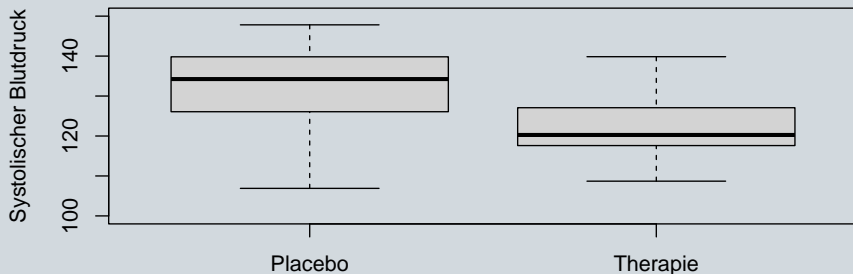 Systolischer Blutdruck
140
120
100
Placebo
Therapie